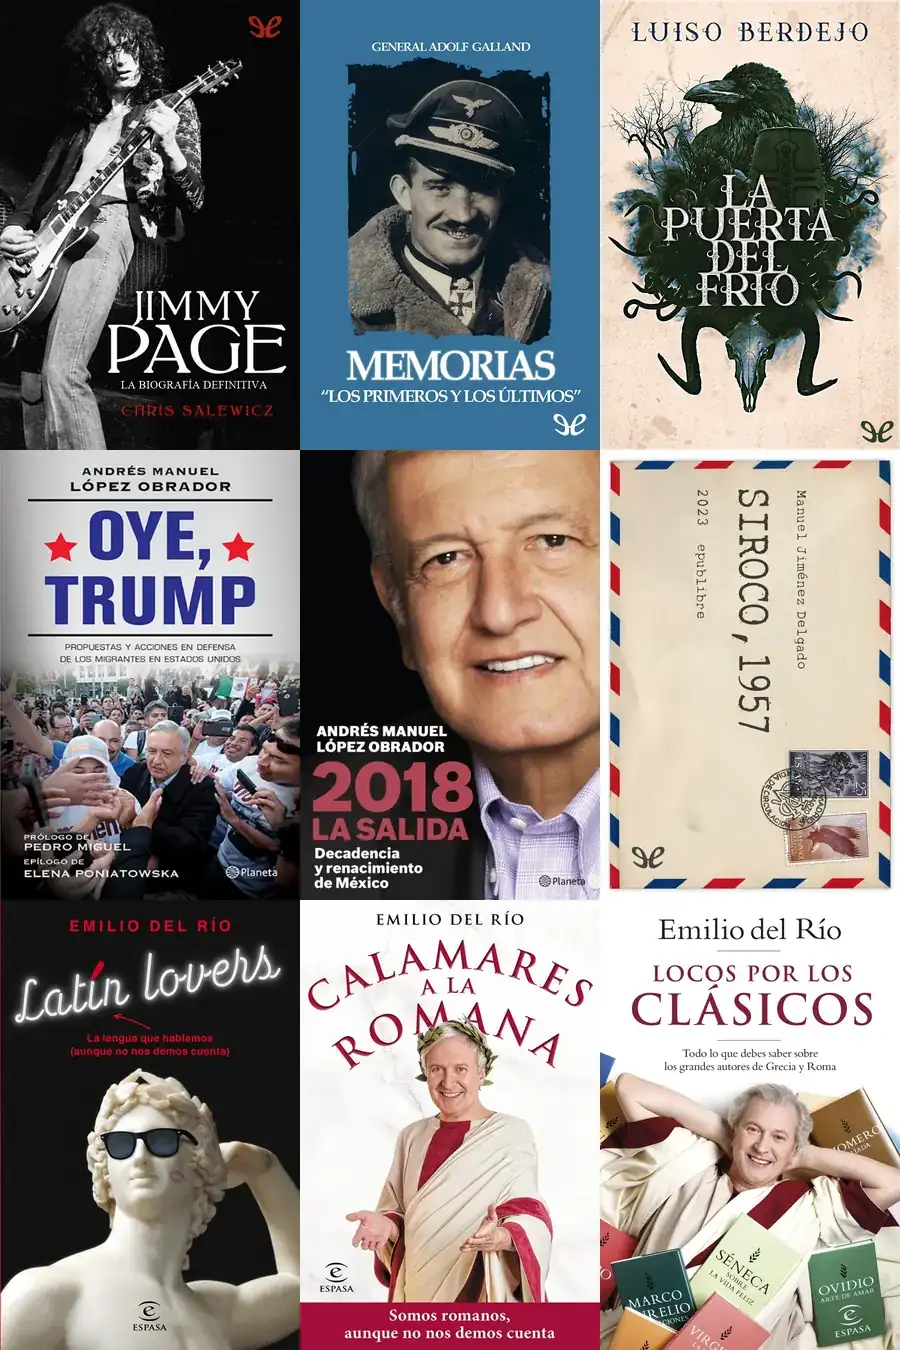 JIMMY
PAGE
LA BIOGRAFÍA DEFINITIVA
CHRIS SALEWICZ
GENERAL ADOLF GALLAND
MEMORIAS
“LOS PRIMEROS Y LOS ÚLTIMOS”
LUISO BERDEJO
LA
PUERTA
DEL
FRÍO
ANDRÉS MANUEL
LÓPEZ OBRADOR
OYE,
TRUMP
PROPUESTAS Y ACCIONES EN DEFENSA
DE LOS MIGRANTES EN ESTADOS UNIDOS
PRÓLOGO DE
PEDRO MIGUEL
EPÍLOGO DE
ELENA PONIATOWSKA
Planeta
ANDRÉS MANUEL
LÓPEZ OBRADOR
2018
LA SALIDA
Decadencia
y renacimiento
de México
Planeta
Manuel Jiménez Delgado
SIROCO, 1957
2023 epublibre
EMILIO DEL RÍO
Latin lovers
La lengua que hablamos
(aunque no nos demos cuenta)
ESPASA
EMILIO DEL RÍO
CALAMARES
A LA
ROMANA
ESPASA
Somos romanos,
aunque no nos demos cuenta
Emilio del Río
LOCOS POR LOS
CLÁSICOS
Todo lo que debes saber sobre
los grandes autores de Grecia y Roma
HOMERO
SÉNECA
SOBRE
LA VIDA FELIZ
MARCO
OVIDIO
ARTE DE AMAR
ESPASA